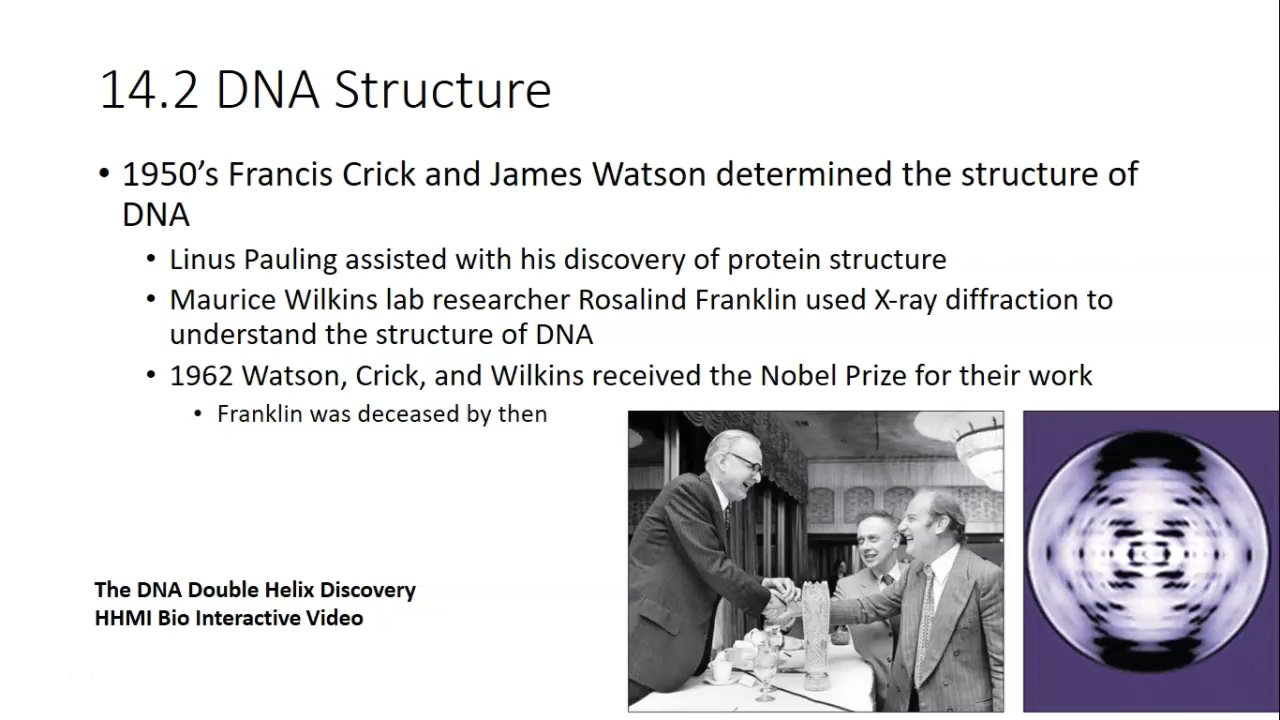 14.2 DNA Structure
• 1950’s Francis Crick and James Watson determined the structure of
DNA
• Linus Pauling assisted with his discovery of protein structure
• Maurice Wilkins lab researcher Rosalind Franklin used X-ray diffraction to
understand the structure of DNA
• 1962 Watson, Crick, and Wilkins received the Nobel Prize for their work
• Franklin was deceased by then
The DNA Double Helix Discovery
HHMI Bio Interactive Video